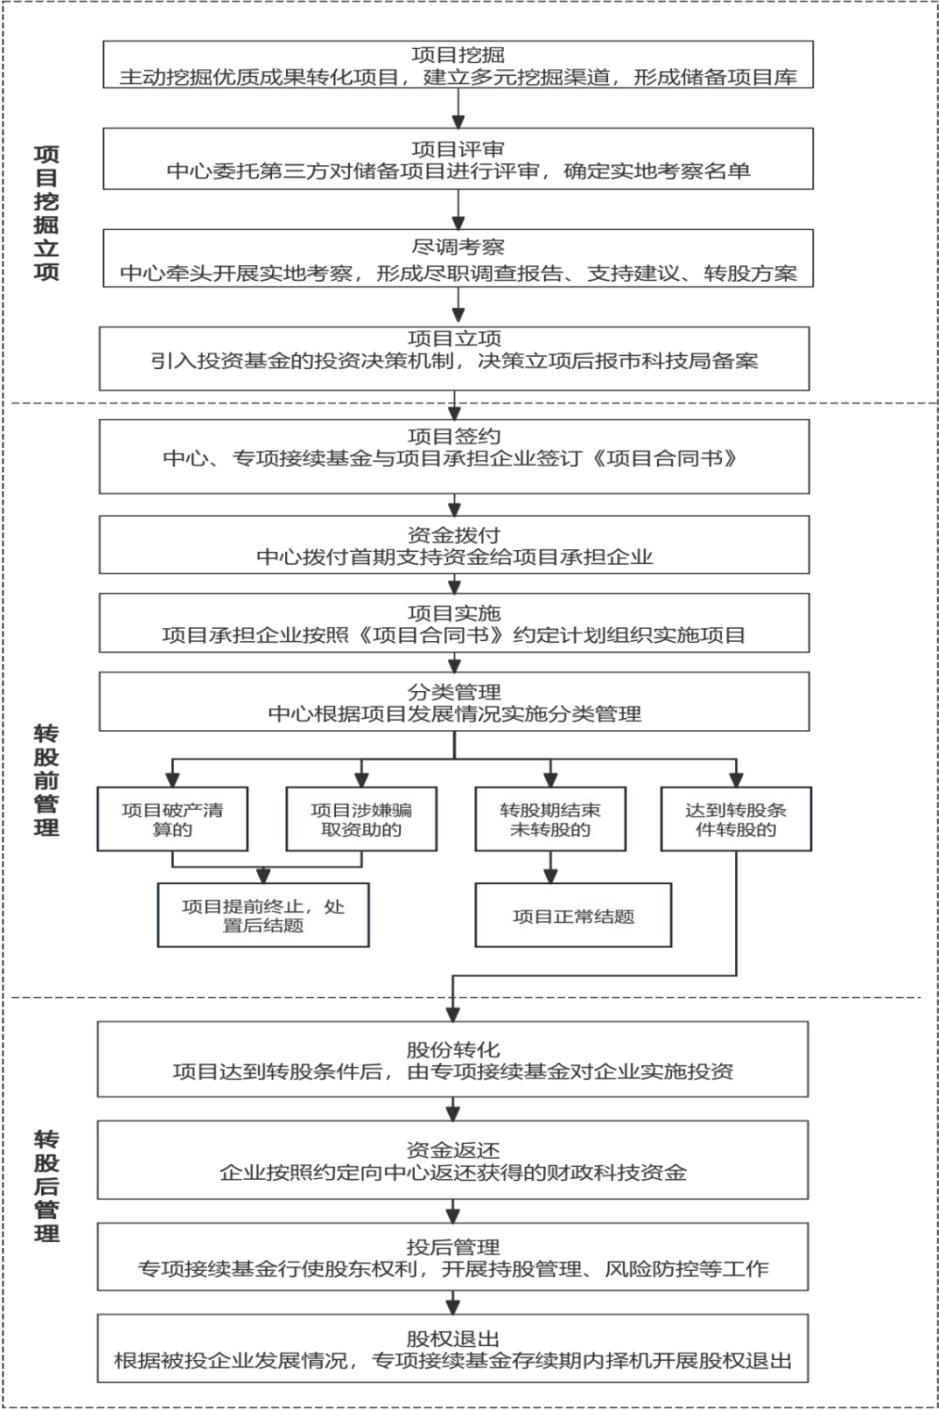 项目挖掘立项
项目挖掘
主动挖掘优质成果转化项目，建立多元挖掘渠道，形成储备项目库
项目评审
中心委托第三方对储备项目进行评审，确定实地考察名单
尽调考察
中心牵头开展实地考察，形成尽职调查报告、支持建议、转股方案
项目立项
引入投资基金的投资决策机制，决策立项后报市科技局备案
转股前管理
项目签约
中心、专项接续基金与项目承担企业签订《项目合同书》
资金拨付
中心拨付首期支持资金给项目承担企业
项目实施
项目承担企业按照《项目合同书》约定计划组织实施项目
分类管理
中心根据项目发展情况实施分类管理
项目破产清
算的
项目涉嫌骗
取资助的
转股期结束
未转股的
达到转股条
件转股的
项目提前终止，处
置后结题
项目正常结题
转股后管理
股份转化
项目达到转股条件后，由专项接续基金对企业实施投资
资金返还
企业按照约定向中心返还获得的财政科技资金
投后管理
专项接续基金行使股东权利，开展持股管理、风险防控等工作
股权退出
根据被投企业发展情况，专项接续基金存续期内择机开展股权退出